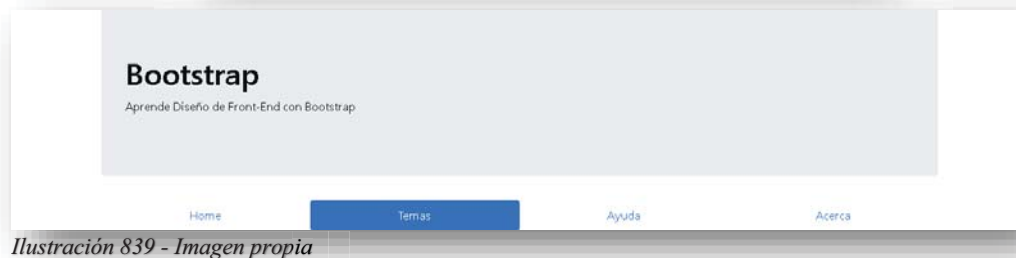 Bootstrap
Aprende Diseño de Front-End con Bootstrap
Home Temas Ayuda Acerca
Ilustración 839 - Imagen propia